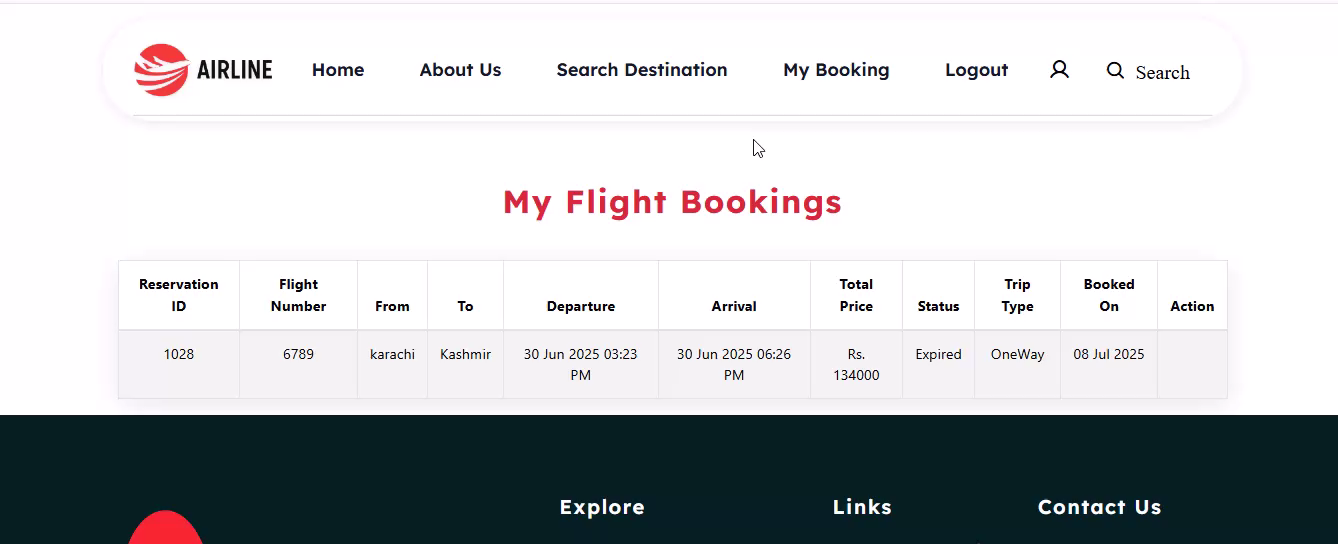 AIRLINE Home About Us Search Destination My Booking Logout Search
My Flight Bookings
Reservation ID Flight Number From To Departure Arrival Total Price Status Trip Type Booked On Action
1028 6789 karachi Kashmir 30 Jun 2025 03:23 PM 30 Jun 2025 06:26 PM Rs. 134000 Expired OneWay 08 Jul 2025
Explore Links Contact Us